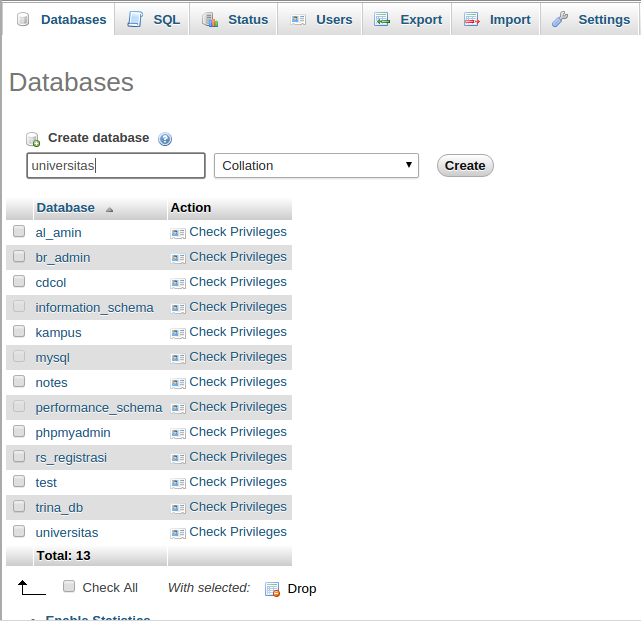 Databases SQL Status Users Export Import Settings
Databases
Create database
universitas Collation Create
Database Action
al_amin Check Privileges
br_admin Check Privileges
cdcol Check Privileges
information_schema Check Privileges
kampus Check Privileges
mysql Check Privileges
notes Check Privileges
performance_schema Check Privileges
phpmyadmin Check Privileges
rs_registrasi Check Privileges
test Check Privileges
trina_db Check Privileges
universitas Check Privileges
Total: 13
Check All With selected: Drop
Enable Statistics